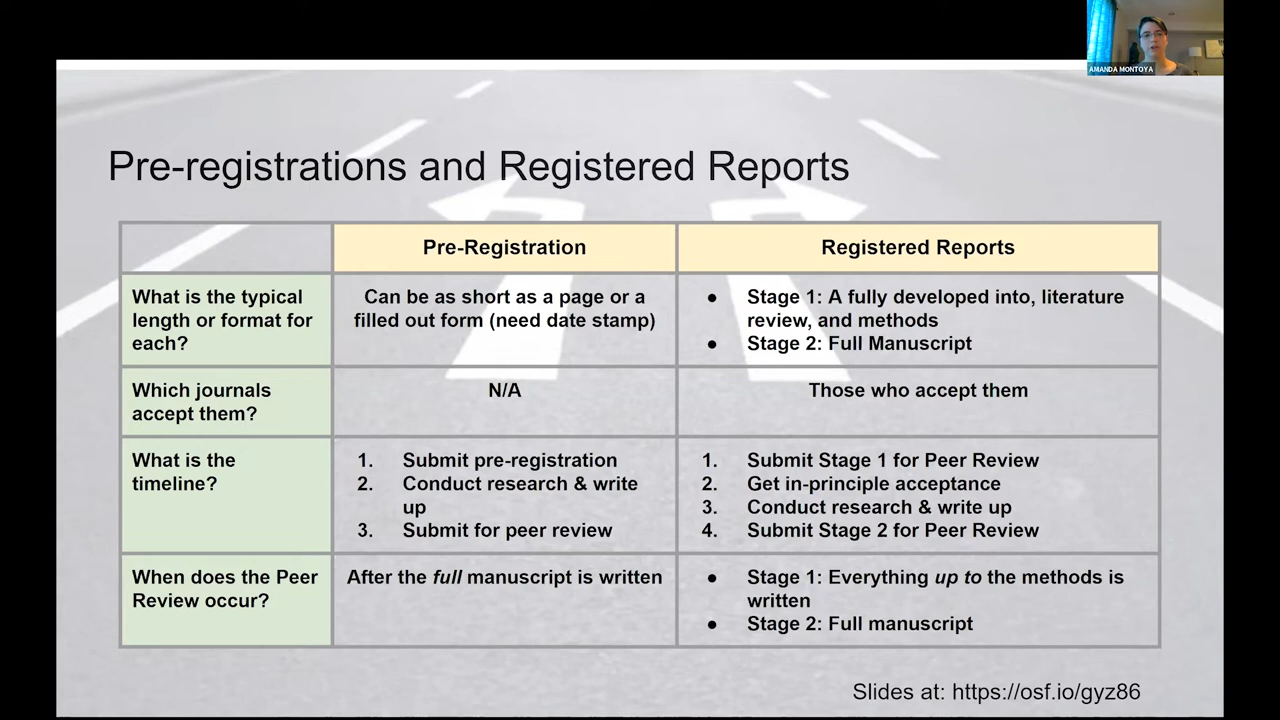 AMANDA MONTOYA
Pre-registrations and Registered Reports
Pre-Registration
Registered Reports
What is the typical
length or format for
each?
Can be as short as a page or a
filled out form (need date stamp)
● Stage 1: A fully developed into, literature
review, and methods
● Stage 2: Full Manuscript
Which journals
accept them?
N/A
Those who accept them
What is the
timeline?
1. Submit pre-registration
2. Conduct research & write
up
3. Submit for peer review
1. Submit Stage 1 for Peer Review
2. Get in-principle acceptance
3. Conduct research & write up
4. Submit Stage 2 for Peer Review
When does the Peer
Review occur?
After the full manuscript is written
● Stage 1: Everything up to the methods is
written
● Stage 2: Full manuscript
Slides at: https://osf.io/gyz86